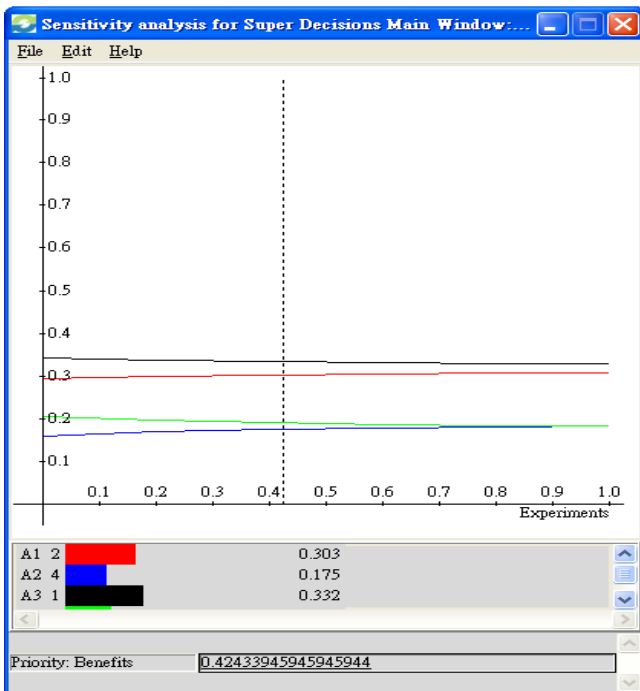 Sensitivity analysis for Super Decisions Main Window:...
File Edit Help
1.0
0.9
0.8
0.7
0.6
0.5
0.4
0.3
0.2
0.1
0.1 0.2 0.3 0.4 0.5 0.6 0.7 0.8 0.9 1.0
Experiments
A1 2 0.303
A2 4 0.175
A3 1 0.332
Priority: Benefits 0.42433945945945944